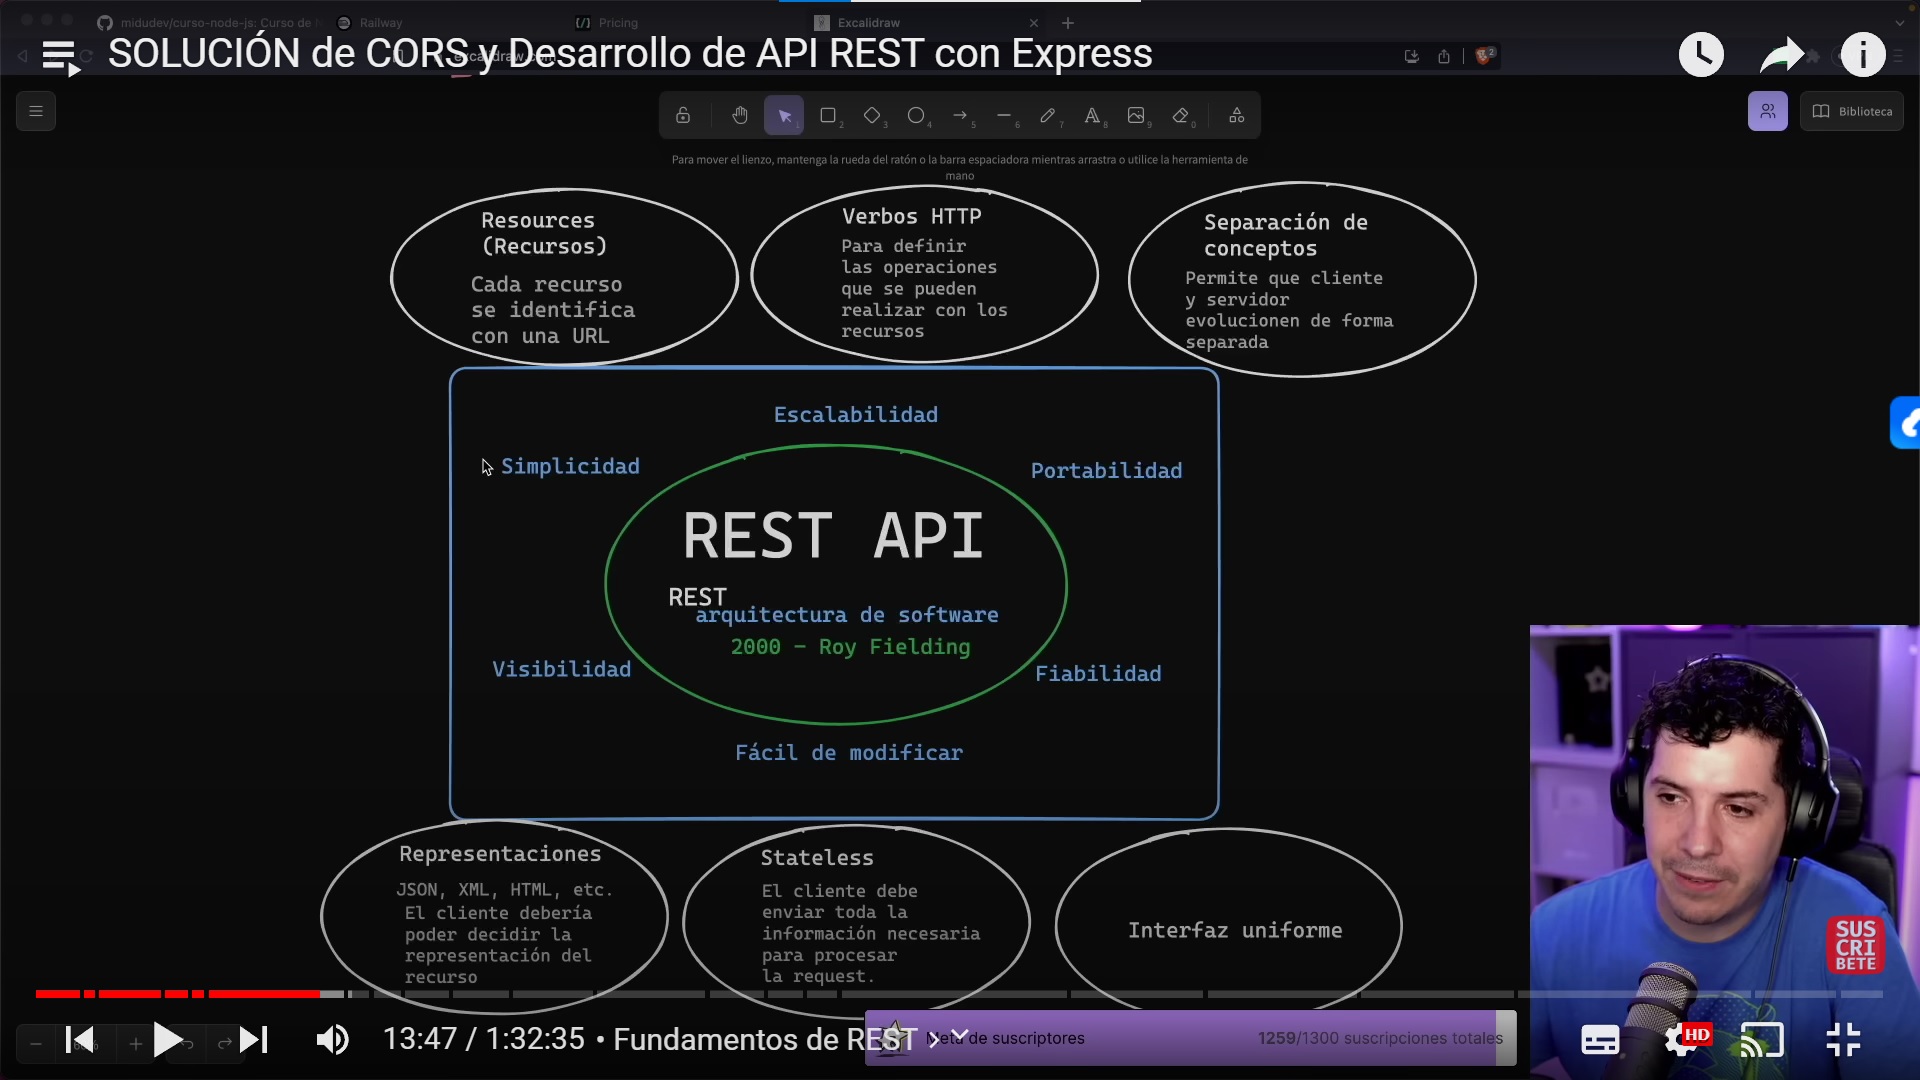 midudev/curso-node-js: Curso de
Railway
Pricing
Excalidraw
SOLUCIÓN de CORS y Desarrollo de API REST con Express
Biblioteca
Para mover el lienzo, mantenga la rueda del ratón o la barra espaciadora mientras arrastra o utilice la herramienta de
mano
Resources
(Recursos)
Cada recurso
se identifica
con una URL
Verbos HTTP
Para definir
las operaciones
que se pueden
realizar con los
recursos
Separación de
conceptos
Permite que cliente
y servidor
evolucionen de forma
separada
Escalabilidad
Simplicidad
Portabilidad
REST API
REST
arquitectura de software
2000 – Roy Fielding
Visibilidad
Fiabilidad
Fácil de modificar
Representaciones
JSON, XML, HTML, etc.
El cliente debería
poder decidir la
representación del
recurso
Stateless
El cliente debe
enviar toda la
información necesaria
para procesar
la request.
Interfaz uniforme
SUS
CRI
BETE
13:47 / 1:32:35 • Fundamentos de REST
Meta de suscriptores
1259/1300 suscripciones totales
HD